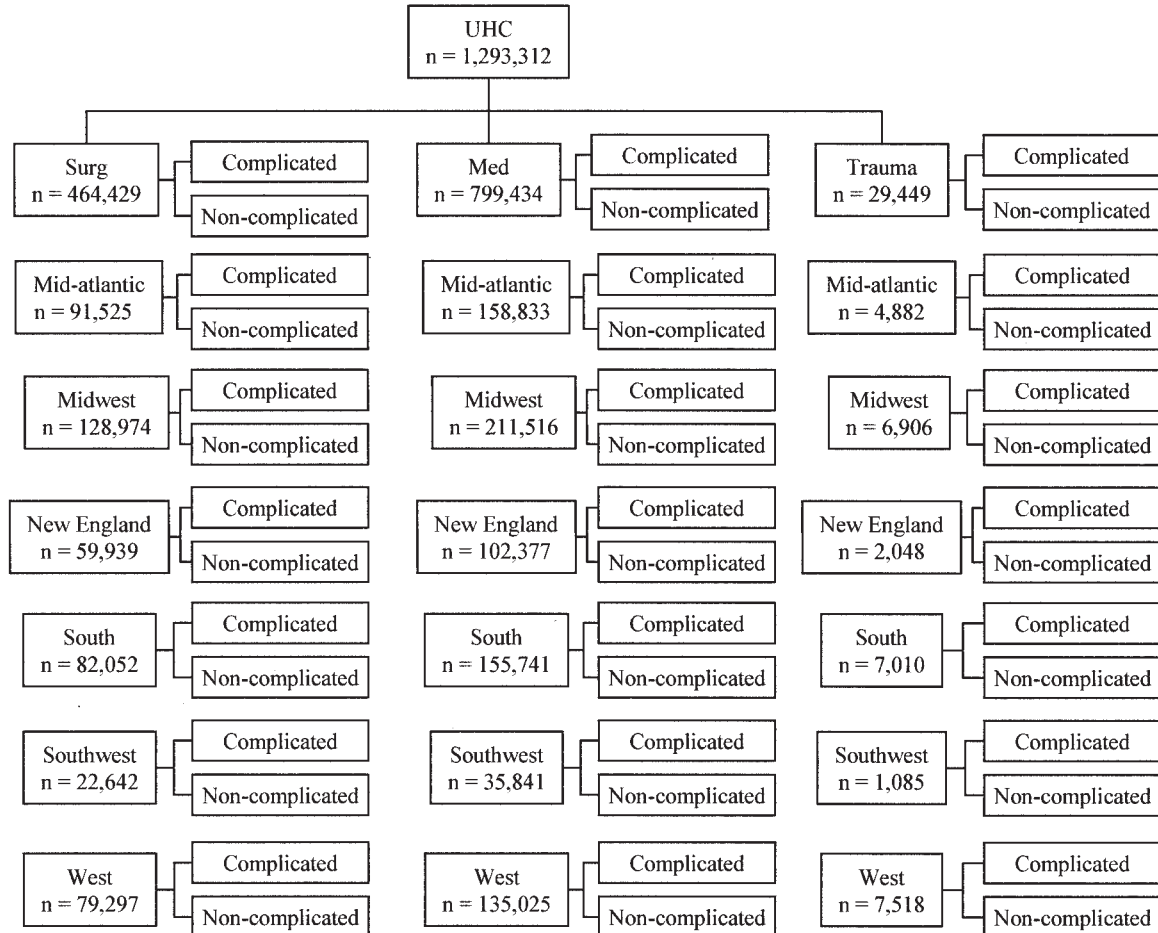 UHC
n = 1,293,312
Surg
n = 464,429
Complicated
Non-complicated
Med
n = 799,434
Complicated
Non-complicated
Trauma
n = 29,449
Complicated
Non-complicated
Mid-atlantic
n = 91,525
Complicated
Non-complicated
Mid-atlantic
n = 158,833
Complicated
Non-complicated
Mid-atlantic
n = 4,882
Complicated
Non-complicated
Midwest
n = 128,974
Complicated
Non-complicated
Midwest
n = 211,516
Complicated
Non-complicated
Midwest
n = 6,906
Complicated
Non-complicated
New England
n = 59,939
Complicated
Non-complicated
New England
n = 102,377
Complicated
Non-complicated
New England
n = 2,048
Complicated
Non-complicated
South
n = 82,052
Complicated
Non-complicated
South
n = 155,741
Complicated
Non-complicated
South
n = 7,010
Complicated
Non-complicated
Southwest
n = 22,642
Complicated
Non-complicated
Southwest
n = 35,841
Complicated
Non-complicated
Southwest
n = 1,085
Complicated
Non-complicated
West
n = 79,297
Complicated
Non-complicated
West
n = 135,025
Complicated
Non-complicated
West
n = 7,518
Complicated
Non-complicated